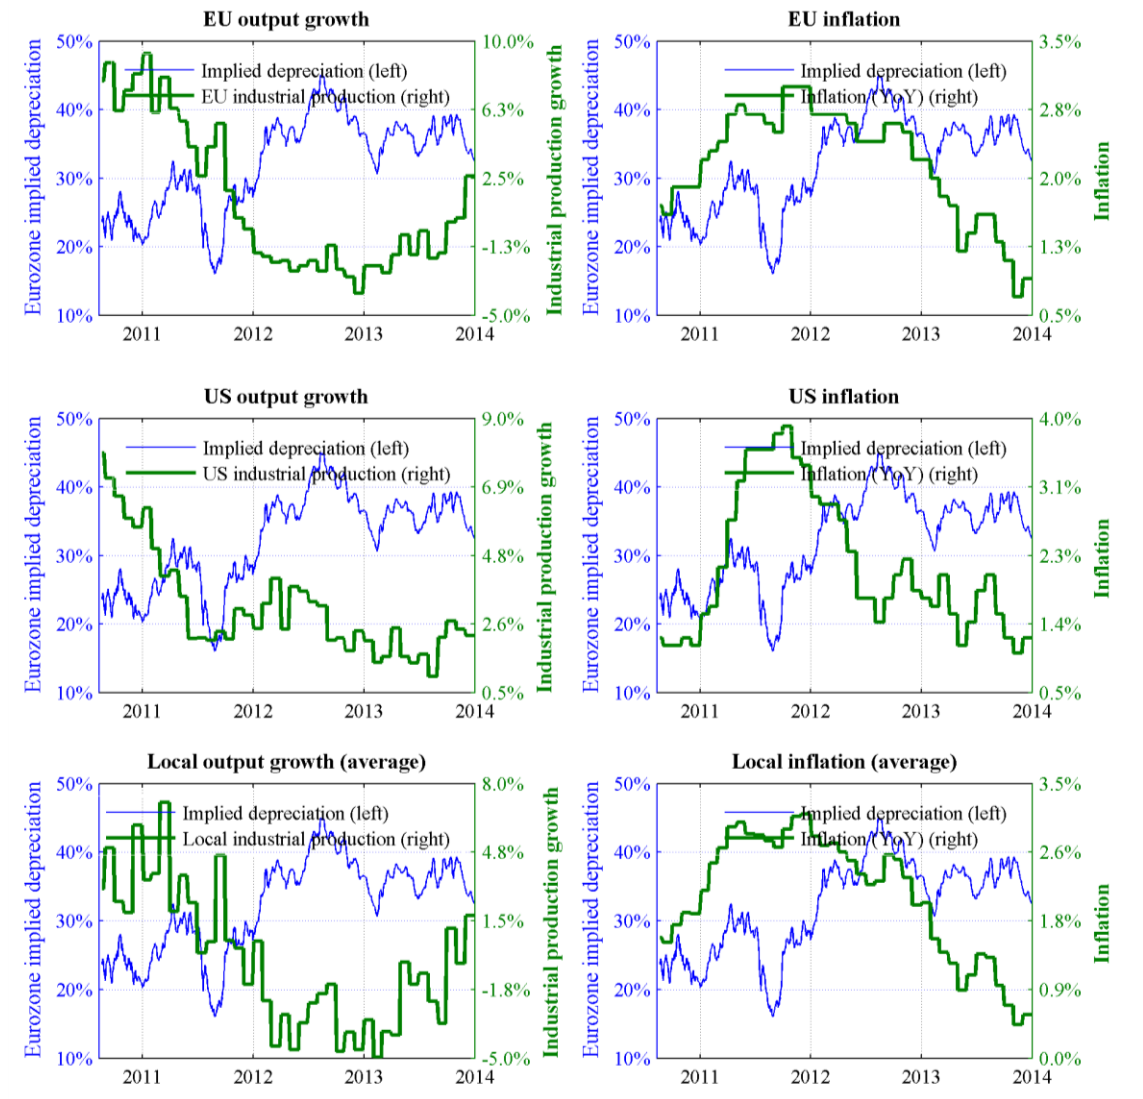 EU output growth
50%
40%
30%
20%
10%
Eurozone implied depreciation
Implied depreciation (left)
EU industrial production (right)
10.0%
6.3%
2.5%
-1.3%
-5.0%
Industrial production growth
2011 2012 2013 2014
EU inflation
50%
40%
30%
20%
10%
Eurozone implied depreciation
Implied depreciation (left)
Inflation (YoY) (right)
3.5%
2.8%
2.0%
1.3%
0.5%
Inflation
2011 2012 2013 2014
US output growth
50%
40%
30%
20%
10%
Eurozone implied depreciation
Implied depreciation (left)
US industrial production (right)
9.0%
6.9%
4.8%
2.6%
0.5%
Industrial production growth
2011 2012 2013 2014
US inflation
50%
40%
30%
20%
10%
Eurozone implied depreciation
Implied depreciation (left)
Inflation (YoY) (right)
4.0%
3.1%
2.3%
1.4%
0.5%
Inflation
2011 2012 2013 2014
Local output growth (average)
50%
40%
30%
20%
10%
Eurozone implied depreciation
Implied depreciation (left)
Local industrial production (right)
8.0%
4.8%
1.5%
-1.8%
-5.0%
Industrial production growth
2011 2012 2013 2014
Local inflation (average)
50%
40%
30%
20%
10%
Eurozone implied depreciation
Implied depreciation (left)
Inflation (YoY) (right)
3.5%
2.6%
1.8%
0.9%
0.0%
Inflation
2011 2012 2013 2014